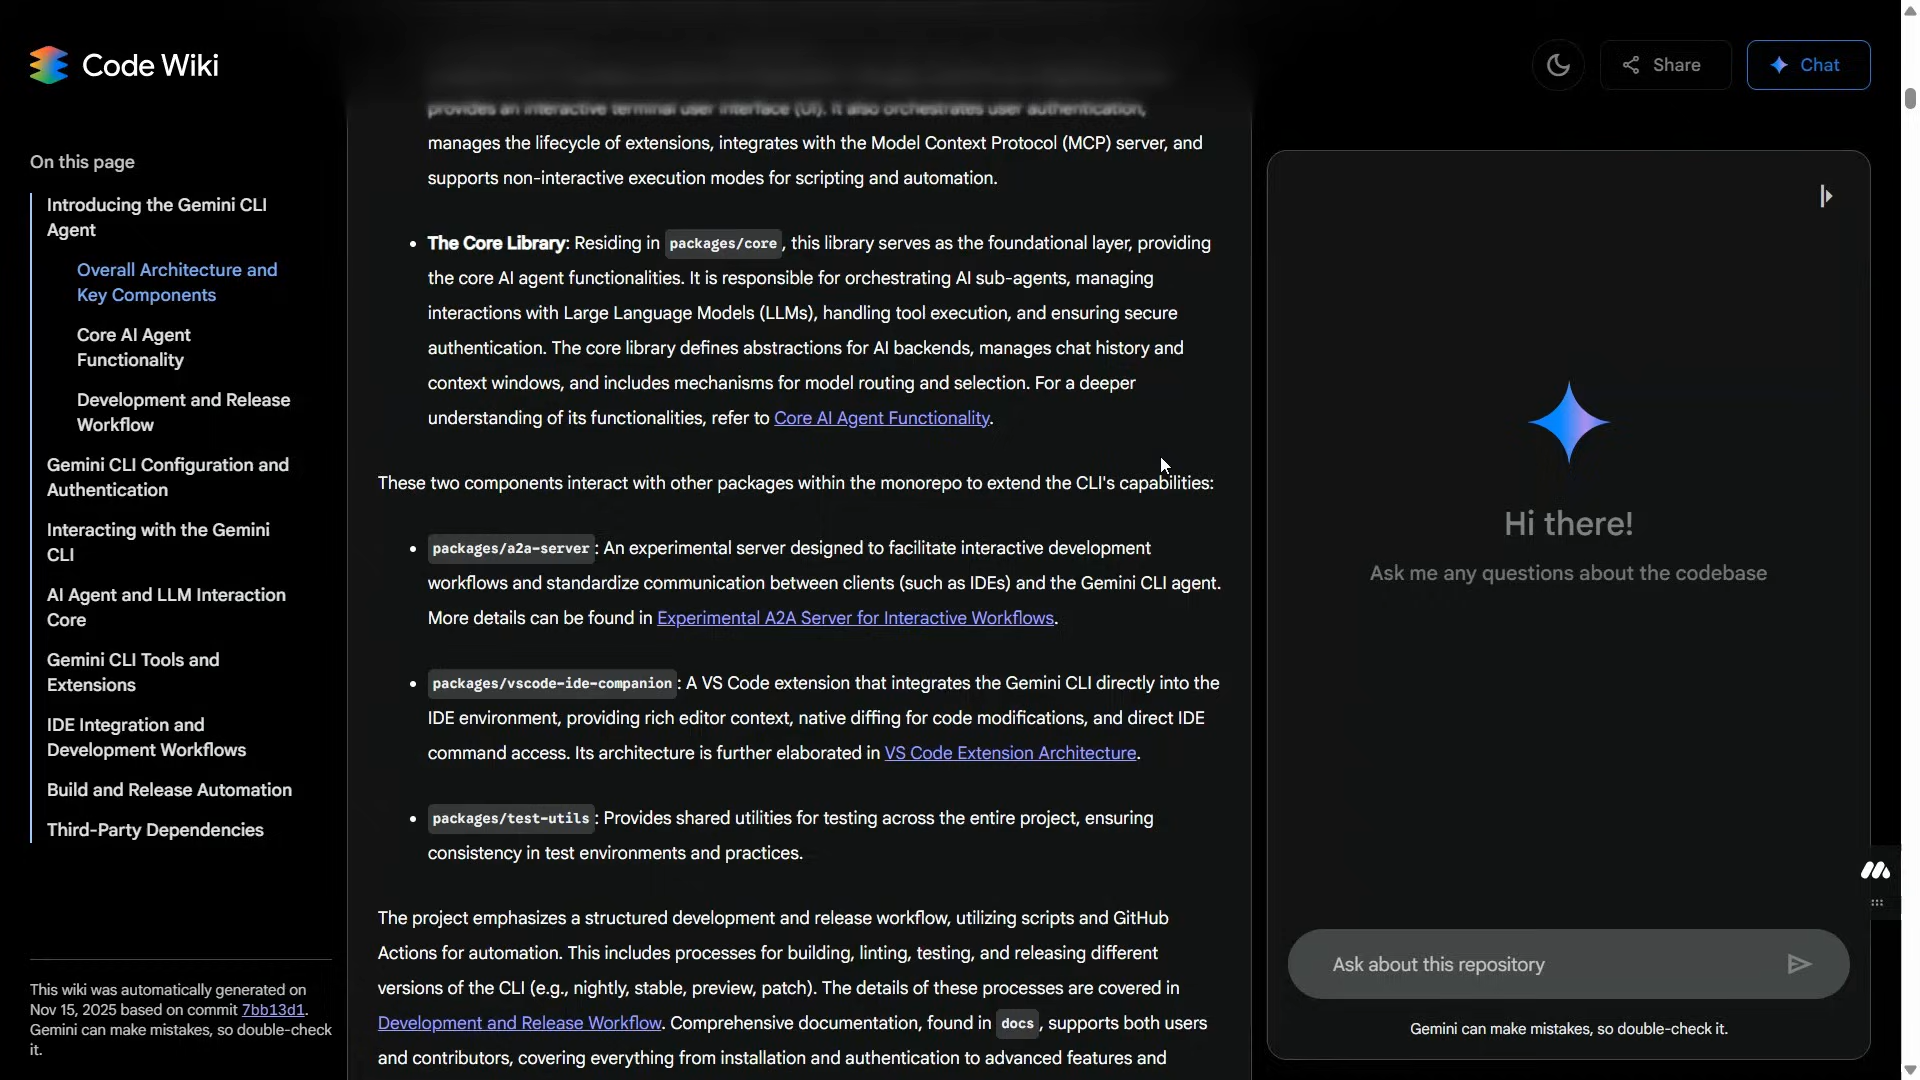 Code Wiki
Share
Chat
On this page
Introducing the Gemini CLI
Agent
Overall Architecture and
Key Components
Core AI Agent
Functionality
Development and Release
Workflow
Gemini CLI Configuration and
Authentication
Interacting with the Gemini
CLI
AI Agent and LLM Interaction
Core
Gemini CLI Tools and
Extensions
IDE Integration and
Development Workflows
Build and Release Automation
Third-Party Dependencies
This wiki was automatically generated on
Nov 15, 2025 based on commit 7bb13d1.
Gemini can make mistakes, so double-check
it.
provides an interactive terminal user interface (UI). It also orchestrates user authentication,
manages the lifecycle of extensions, integrates with the Model Context Protocol (MCP) server, and
supports non-interactive execution modes for scripting and automation.
• The Core Library: Residing in packages/core, this library serves as the foundational layer, providing
the core AI agent functionalities. It is responsible for orchestrating AI sub-agents, managing
interactions with Large Language Models (LLMs), handling tool execution, and ensuring secure
authentication. The core library defines abstractions for AI backends, manages chat history and
context windows, and includes mechanisms for model routing and selection. For a deeper
understanding of its functionalities, refer to Core AI Agent Functionality.
These two components interact with other packages within the monorepo to extend the CLI's capabilities:
• packages/a2a-server: An experimental server designed to facilitate interactive development
workflows and standardize communication between clients (such as IDEs) and the Gemini CLI agent.
More details can be found in Experimental A2A Server for Interactive Workflows.
• packages/vscode-ide-companion: A VS Code extension that integrates the Gemini CLI directly into the
IDE environment, providing rich editor context, native diffing for code modifications, and direct IDE
command access. Its architecture is further elaborated in VS Code Extension Architecture.
• packages/test-utils: Provides shared utilities for testing across the entire project, ensuring
consistency in test environments and practices.
The project emphasizes a structured development and release workflow, utilizing scripts and GitHub
Actions for automation. This includes processes for building, linting, testing, and releasing different
versions of the CLI (e.g., nightly, stable, preview, patch). The details of these processes are covered in
Development and Release Workflow. Comprehensive documentation, found in docs, supports both users
and contributors, covering everything from installation and authentication to advanced features and
Hi there!
Ask me any questions about the codebase
Ask about this repository
Gemini can make mistakes, so double-check it.